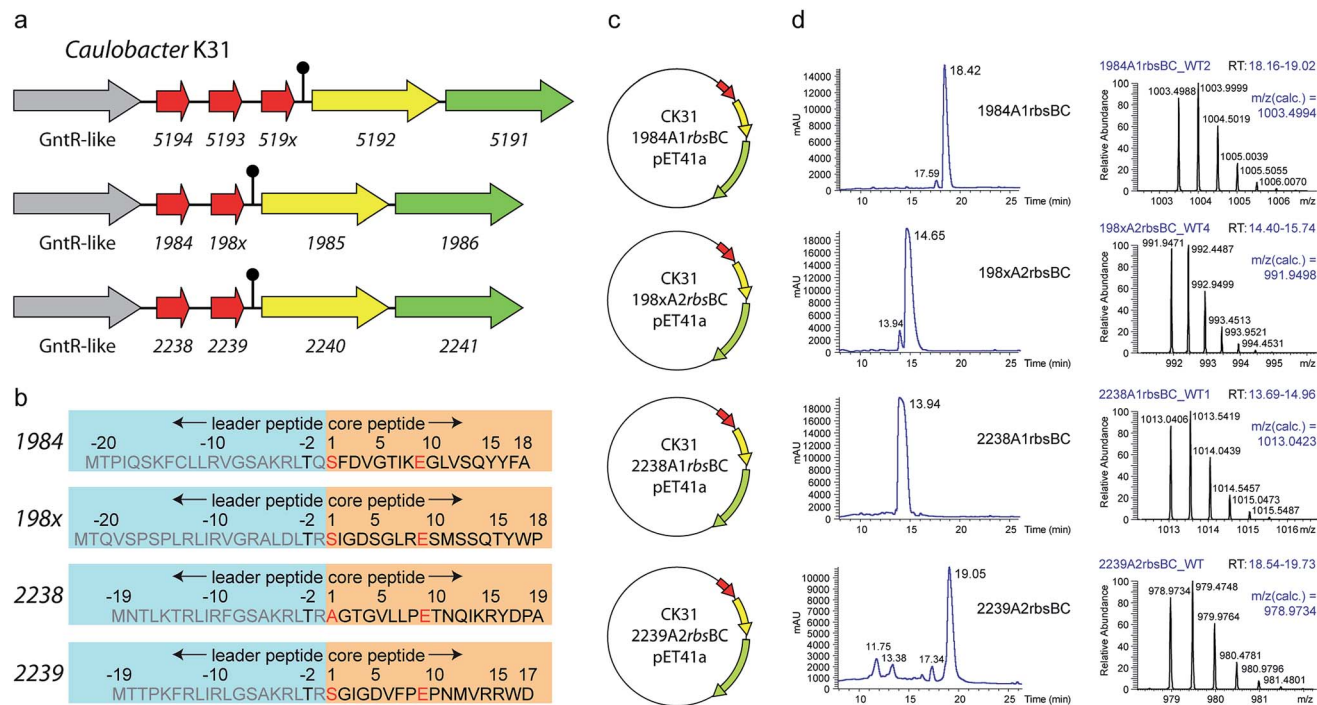 a
Caulobacter K31
GntR-like 5194 5193 519x 5192 5191
GntR-like 1984 198x 1985 1986
GntR-like 2238 2239 2240 2241
b
1984
← leader peptide core peptide →
-20 -10 -2 1 5 10 15 18
MTPIQSKFCLLRVGSAKRLTQSFDVGTIKEGLVSQYYFA
198x
← leader peptide core peptide →
-20 -10 -2 1 5 10 15 18
MTQVSPSPLRLIRVGRALDLTRSIGDSGLRESMSSQTYWP
2238
← leader peptide core peptide →
-19 -10 -2 1 5 10 15 19
MNTLKTRLIRFGSAKRLTRAGTGVLLPETNQIKRYDPA
2239
← leader peptide core peptide →
-19 -10 -2 1 5 10 15 17
MTTPKFRLIRLGSAKRLTRSGIGDVFPEPNMVRRWD
c
CK31
1984A1rbsBC
pET41a
CK31
198xA2rbsBC
pET41a
CK31
2238A1rbsBC
pET41a
CK31
2239A2rbsBC
pET41a
d
mAU
14000
12000
10000
8000
6000
4000
2000
0
18.42
17.59
1984A1rbsBC
10 15 20 25
Time (min)
1984A1rbsBC_WT2 RT:18.16-19.02
Relative Abundance
100
80
60
40
20
0
1003.4988
1003.9999
1004.5019
1005.0039
1005.5055
1006.0070
m/z(calc.) =
1003.4994
1003 1004 1005 1006 m/z
mAU
18000
16000
14000
12000
10000
8000
6000
4000
2000
0
14.65
13.94
198xA2rbsBC
10 15 20 25
Time (min)
198xA2rbsBC_WT4 RT:14.40-15.74
Relative Abundance
100
80
60
40
20
0
991.9471
992.4487
992.9499
993.4513
993.9521
994.4531
m/z(calc.) =
991.9498
992 993 994 995 m/z
mAU
18000
16000
14000
12000
10000
8000
6000
4000
2000
0
13.94
2238A1rbsBC
10 15 20 25
Time (min)
2238A1rbsBC_WT1 RT:13.69-14.96
Relative Abundance
100
80
60
40
20
0
1013.0406
1013.5419
1014.0439
1014.5457
1015.0473
1015.5487
m/z(calc.) =
1013.0423
1013 1014 1015 1016 m/z
mAU
10000
9000
8000
7000
6000
5000
4000
3000
2000
1000
0
19.05
11.75
13.38
17.34
2239A2rbsBC
10 15 20 25
Time (min)
2239A2rbsBC_WT RT:18.54-19.73
Relative Abundance
100
80
60
40
20
0
978.9734
979.4748
979.9764
980.4781
980.9796
981.4801
m/z(calc.) =
978.9734
979 980 981 m/z